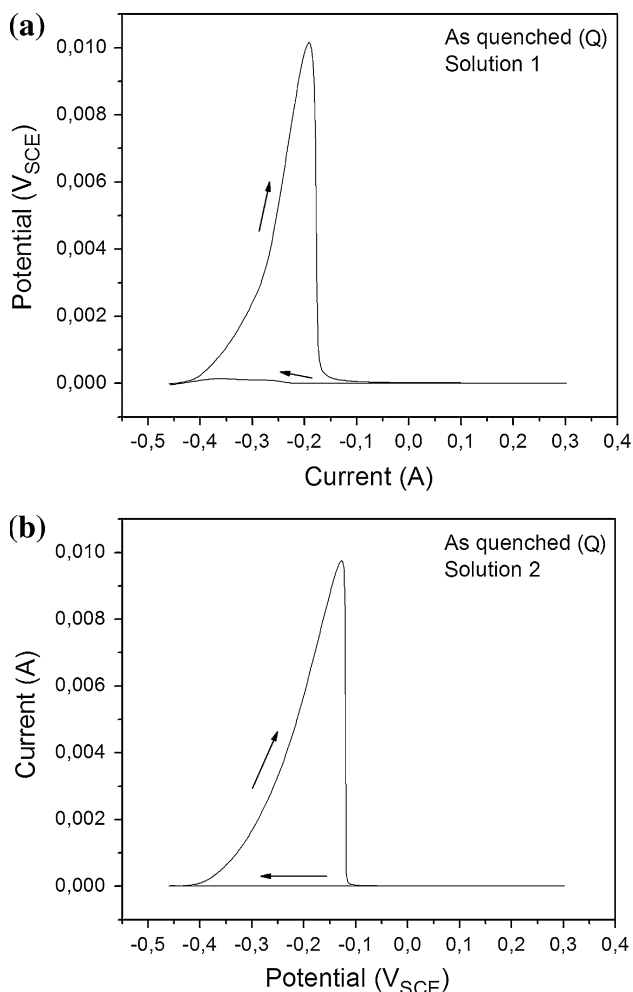 (a)
As quenched (Q)
Solution 1
Potential (V_SCE)
0,010
0,008
0,006
0,004
0,002
0,000
-0,5 -0,4 -0,3 -0,2 -0,1 0,0 0,1 0,2 0,3 0,4
Current (A)
(b)
As quenched (Q)
Solution 2
Current (A)
0,010
0,008
0,006
0,004
0,002
0,000
-0,5 -0,4 -0,3 -0,2 -0,1 0,0 0,1 0,2 0,3 0,4
Potential (V_SCE)